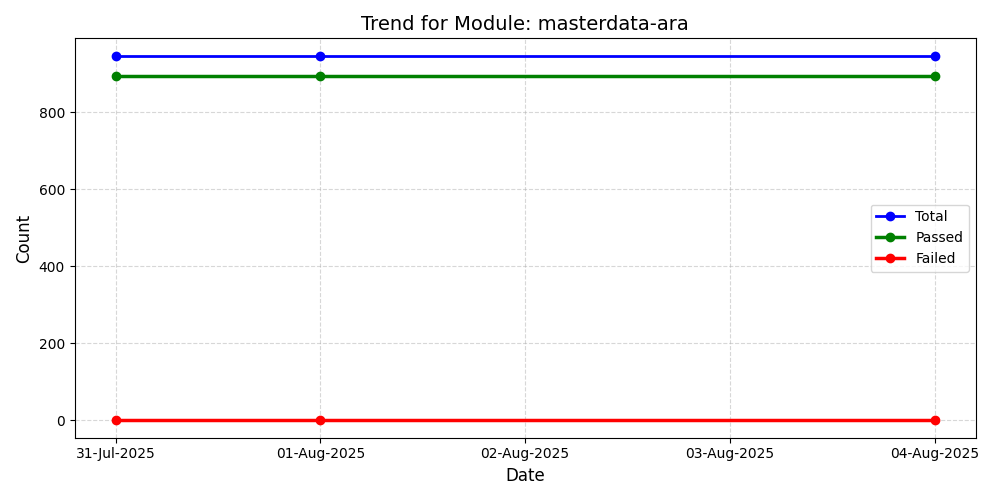 Trend for Module: masterdata-ara
Count
800
600
400
200
0
Total
Passed
Failed
31-Jul-2025 01-Aug-2025 02-Aug-2025 03-Aug-2025 04-Aug-2025
Date